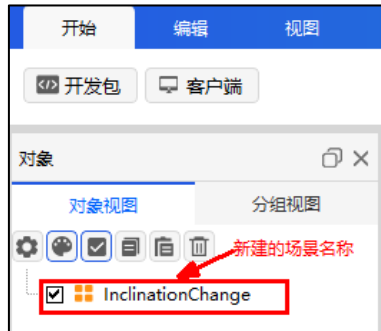 开始 编辑 视图
开发包 客户端
对象
对象视图 分组视图
新建的场景名称
InclinationChange